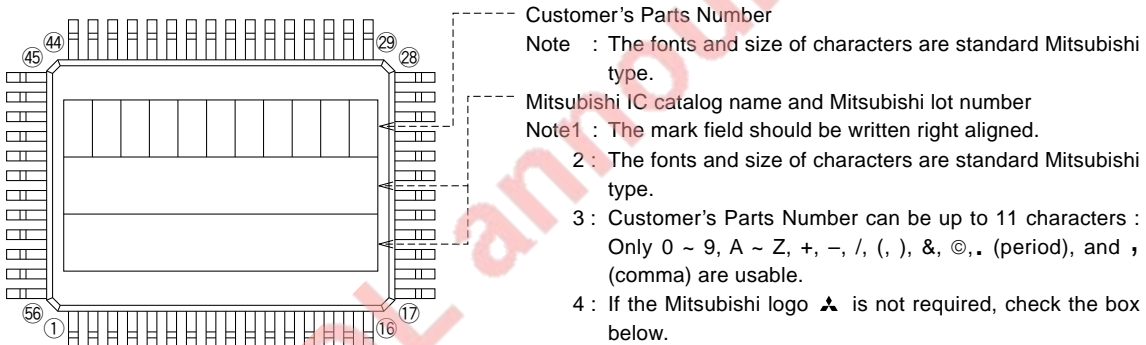 Customer’s Parts Number
Note : The fonts and size of characters are standard Mitsubishi
type.
Mitsubishi IC catalog name and Mitsubishi lot number
Note1 : The mark field should be written right aligned.
2 : The fonts and size of characters are standard Mitsubishi
type.
3 : Customer’s Parts Number can be up to 11 characters :
Only 0 ~ 9, A ~ Z, +, –, /, (, ), &, ©, . (period), and ,
(comma) are usable.
4 : If the Mitsubishi logo is not required, check the box
below.
44 29
45 28
56 17
1 16
EOL announ